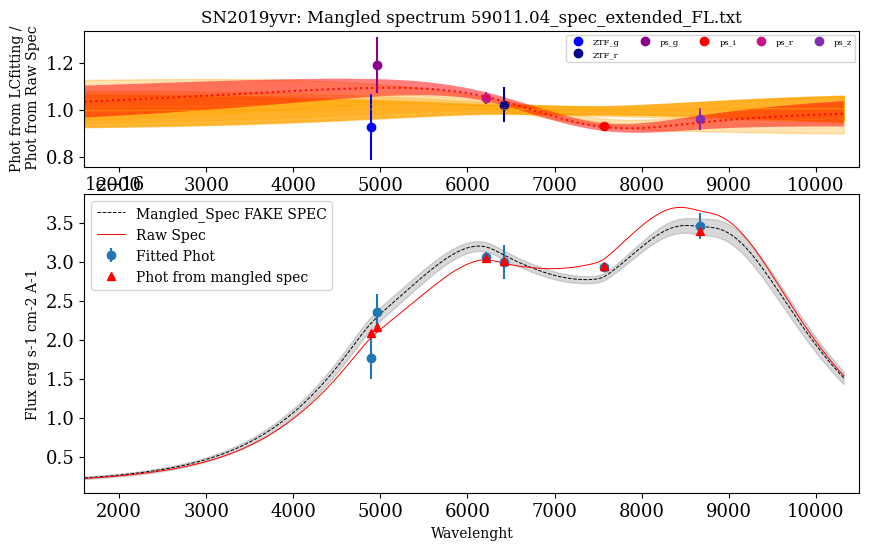 SN2019yvr: Mangled spectrum 59011.04_spec_extended_FL.txt
Phot from LCfitting /
Phot from Raw Spec
1.2
1.0
0.8
ZTF_g ps_g ps_i ps_r ps_z
ZTF_r
2000 3000 4000 5000 6000 7000 8000 9000 10000
1e−16
Flux erg s-1 cm-2 A-1
3.5
3.0
2.5
2.0
1.5
1.0
0.5
Mangled_Spec FAKE SPEC
Raw Spec
Fitted Phot
Phot from mangled spec
2000 3000 4000 5000 6000 7000 8000 9000 10000
Wavelenght